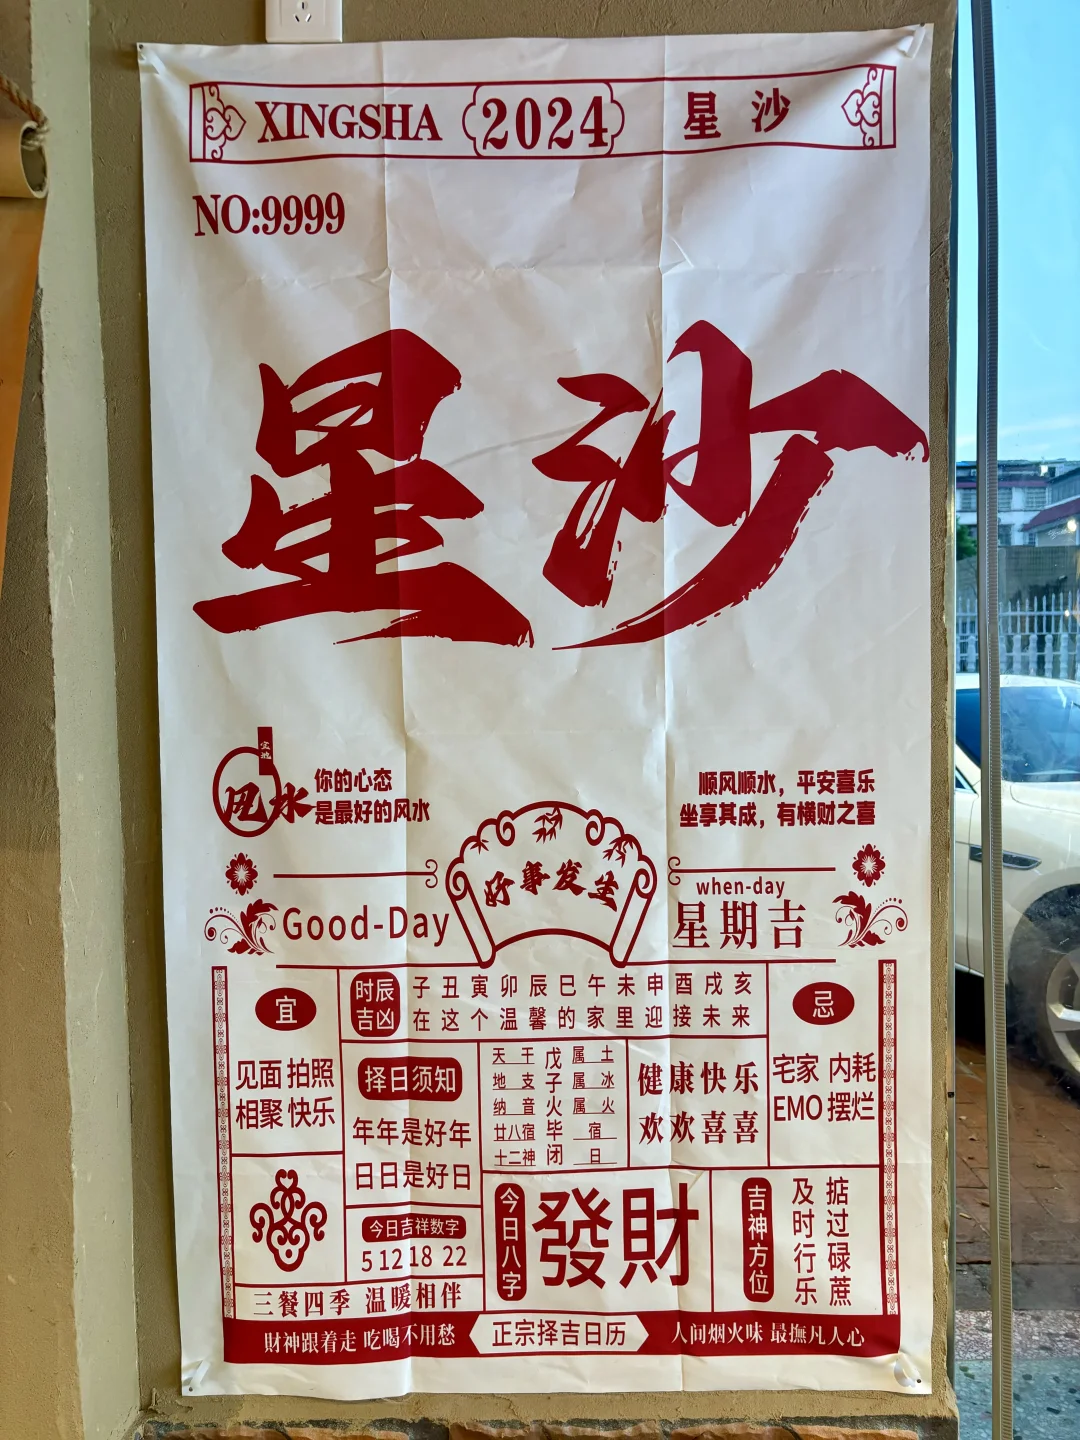 XINGSHA 2024 星沙
NO:9999
星沙
宝地
风水
你的心态
是最好的风水
顺风顺水，平安喜乐
坐享其成，有横财之喜
好事发生
Good-Day
when-day
星期吉
宜
见面 拍照
相聚 快乐
时辰
吉凶
子丑寅卯辰巳午未申酉戌亥
在这个温馨的家里迎接未来
忌
宅家 内耗
EMO 摆烂
择日须知
年年是好年
日日是好日
天干 戊 属土
地支 子 属冰
纳音 火 属火
廿八宿 毕 宿
十二神 闭 日
健康快乐
欢欢喜喜
今日吉祥数字
5 12 18 22
今日八字
發財
吉神方位
掂过碌蔗
及时行乐
三餐四季 温暖相伴
財神跟着走 吃喝不用愁
正宗择吉日历
人间烟火味 最撫凡人心